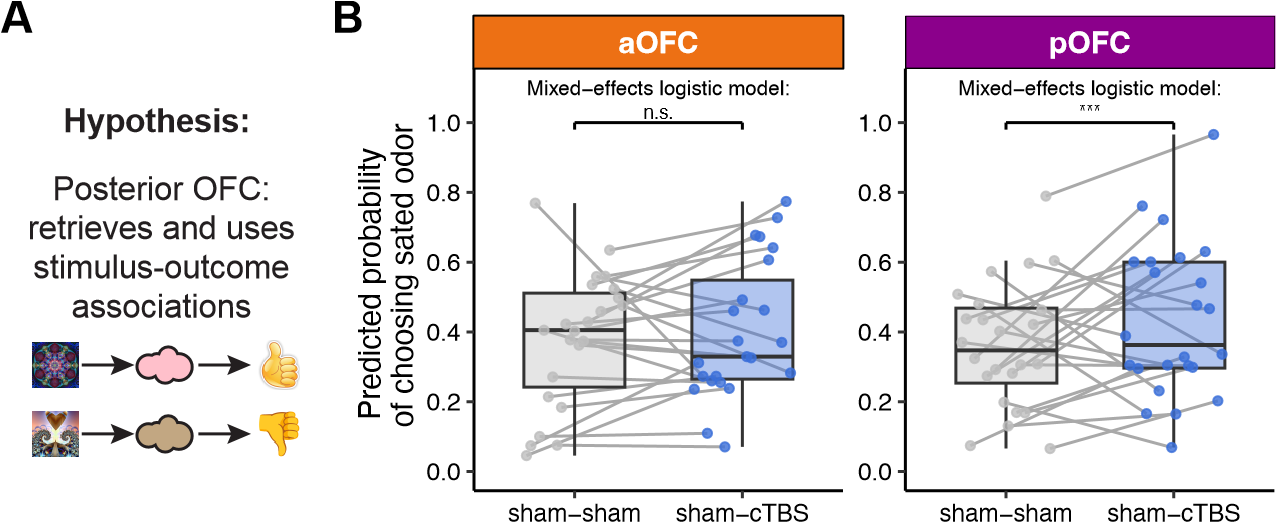 A
Hypothesis:
Posterior OFC:
retrieves and uses
stimulus-outcome
associations
B
Predicted probability
of choosing sated odor
aOFC
Mixed−effects logistic model:
n.s.
1.0
0.8
0.6
0.4
0.2
0.0
sham−sham
sham−cTBS
pOFC
Mixed−effects logistic model:
***
1.0
0.8
0.6
0.4
0.2
0.0
sham−sham
sham−cTBS